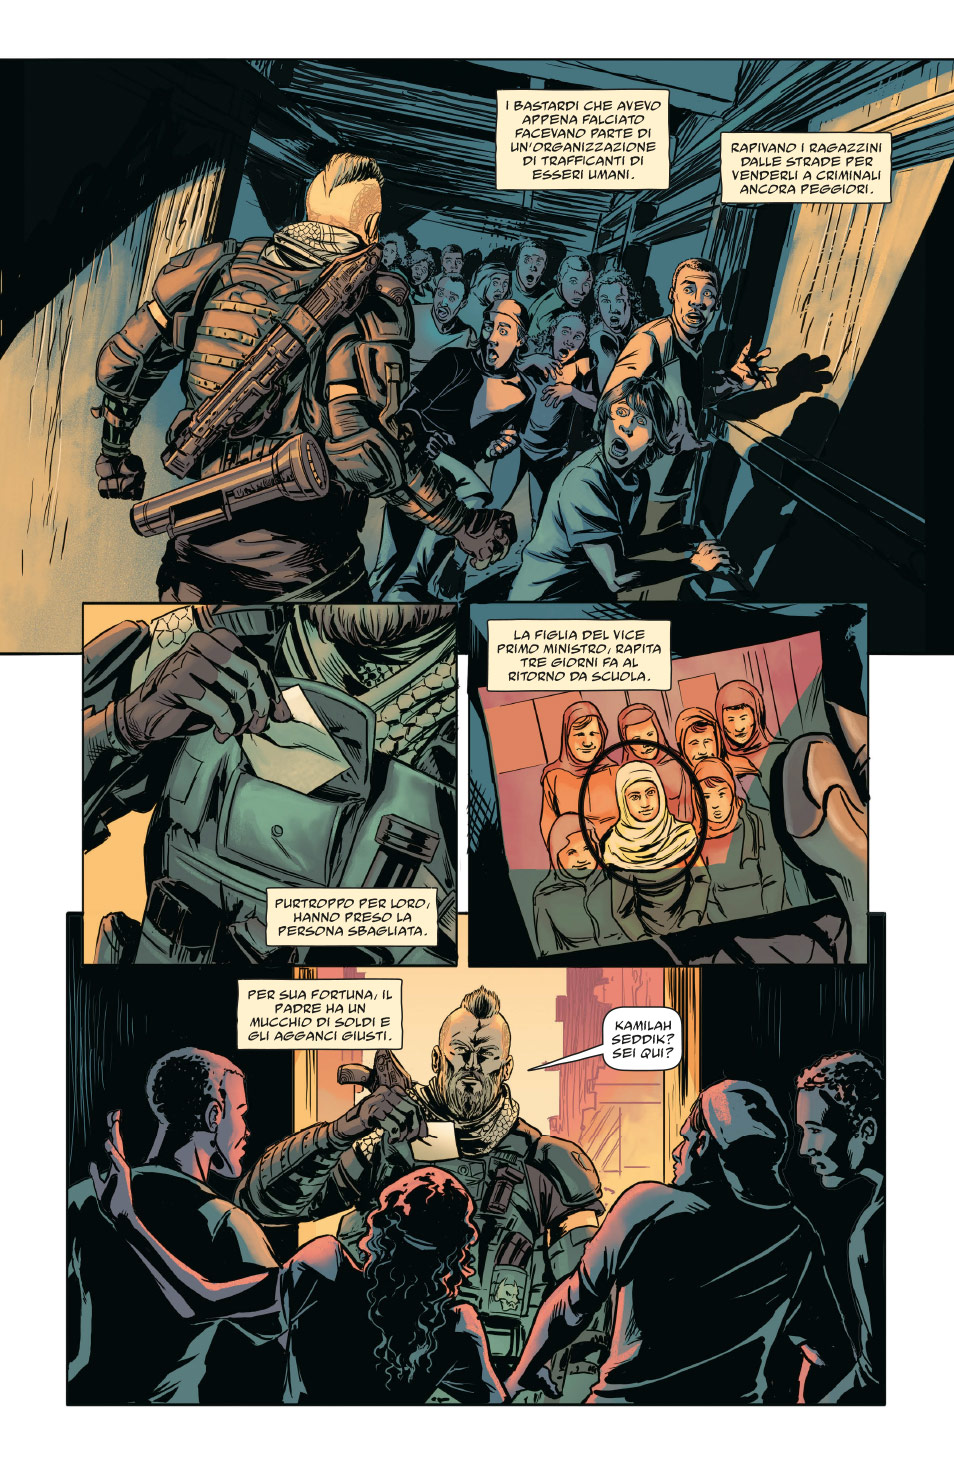 I BASTARDI CHE AVEVO
APPENA FALCIATO
FACEVANO PARTE DI
UN'ORGANIZZAZIONE
DI TRAFFICANTI DI
ESSERI UMANI.
RAPIVANO I RAGAZZINI
DALLE STRADE PER
VENDERLI A CRIMINALI
ANCORA PEGGIORI.
PURTROPPO PER LORO,
HANNO PRESO LA
PERSONA SBAGLIATA.
LA FIGLIA DEL VICE
PRIMO MINISTRO, RAPITA
TRE GIORNI FA AL
RITORNO DA SCUOLA.
PER SUA FORTUNA, IL
PADRE HA UN
MUCCHIO DI SOLDI E
GLI AGGANCI GIUSTI.
KAMILAH
SEDDIK?
SEI QUI?